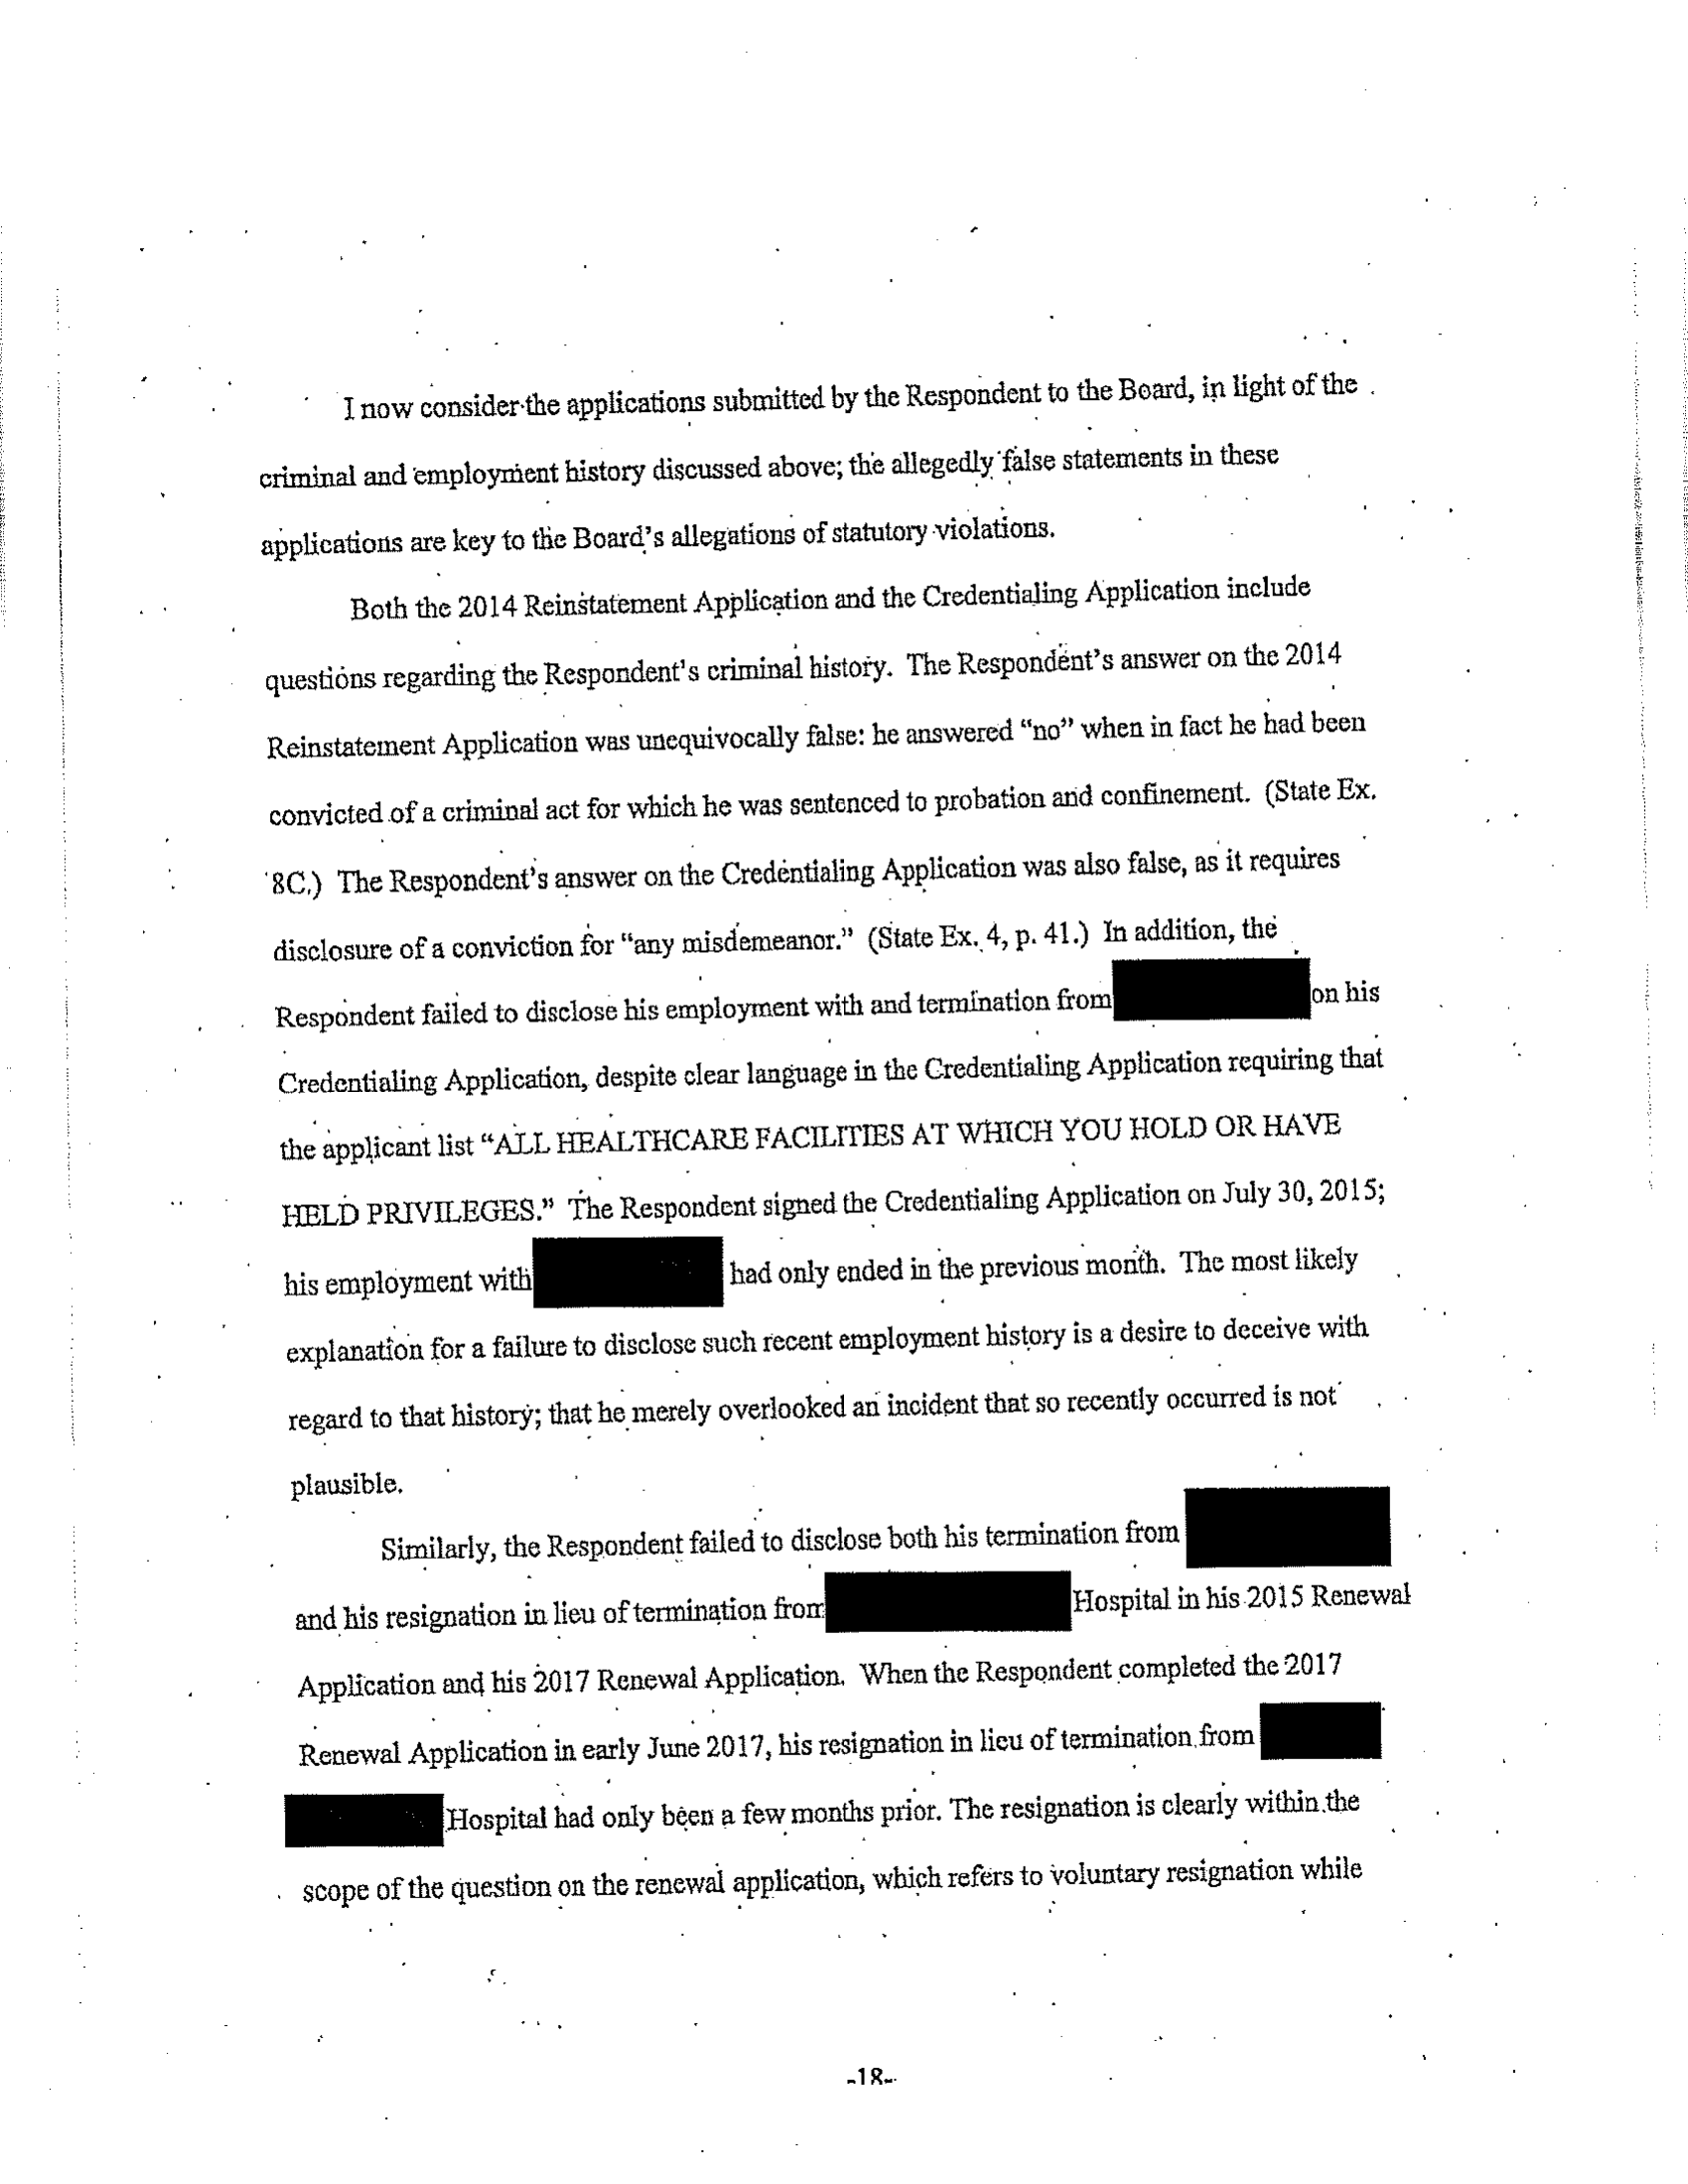 I now consider the applications submitted by the Respondent to the Board, in light of the
criminal and employment history discussed above; the allegedly false statements in these
applications are key to the Board's allegations of statutory violations.
Both the 2014 Reinstatement Application and the Credentialing Application include
questions regarding the Respondent's criminal history. The Respondent's answer on the 2014
Reinstatement Application was unequivocally false: he answered “no” when in fact he had been
convicted of a criminal act for which he was sentenced to probation and confinement. (State Ex.
8C.) The Respondent's answer on the Credentialing Application was also false, as it requires
disclosure of a conviction for “any misdemeanor.” (State Ex. 4, p. 41.) In addition, the
Respondent failed to disclose his employment with and termination from on his
Credentialing Application, despite clear language in the Credentialing Application requiring that
the applicant list “ALL HEALTHCARE FACILITIES AT WHICH YOU HOLD OR HAVE
HELD PRIVILEGES.” The Respondent signed the Credentialing Application on July 30, 2015;
his employment with had only ended in the previous month. The most likely
explanation for a failure to disclose such recent employment history is a desire to deceive with
regard to that history; that he merely overlooked an incident that so recently occurred is not
plausible.
Similarly, the Respondent failed to disclose both his termination from
and his resignation in lieu of termination from Hospital in his 2015 Renewal
Application and his 2017 Renewal Application. When the Respondent completed the 2017
Renewal Application in early June 2017, his resignation in lieu of termination from
Hospital had only been a few months prior. The resignation is clearly within the
scope of the question on the renewal application, which refers to voluntary resignation while
-18-